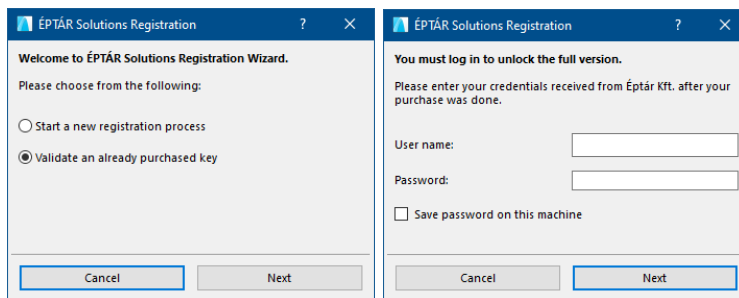 ÉPTÁR Solutions Registration
Welcome to ÉPTÁR Solutions Registration Wizard.
Please choose from the following:
Start a new registration process
Validate an already purchased key
Cancel
Next
ÉPTÁR Solutions Registration
You must log in to unlock the full version.
Please enter your credentials received from Éptár Kft. after your
purchase was done.
User name:
Password:
Save password on this machine
Cancel
Next